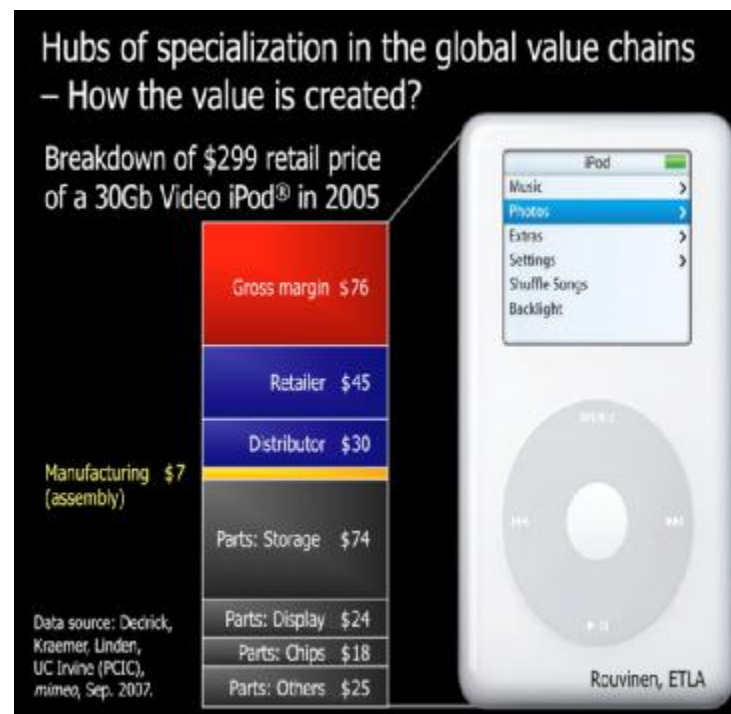 Hubs of specialization in the global value chains
– How the value is created?
Breakdown of $299 retail price
of a 30Gb Video iPod® in 2005
Gross margin $76
Retailer $45
Distributor $30
Manufacturing $7
(assembly)
Parts: Storage $74
Parts: Display $24
Parts: Chips $18
Parts: Others $25
Data source: Dedrick,
Kraemer, Linden,
UC Irvine (PCIC),
mimeo, Sep. 2007.
iPod
Music
Photos
Extras
Settings
Shuffle Songs
Backlight
MENU
Rouvinen, ETLA